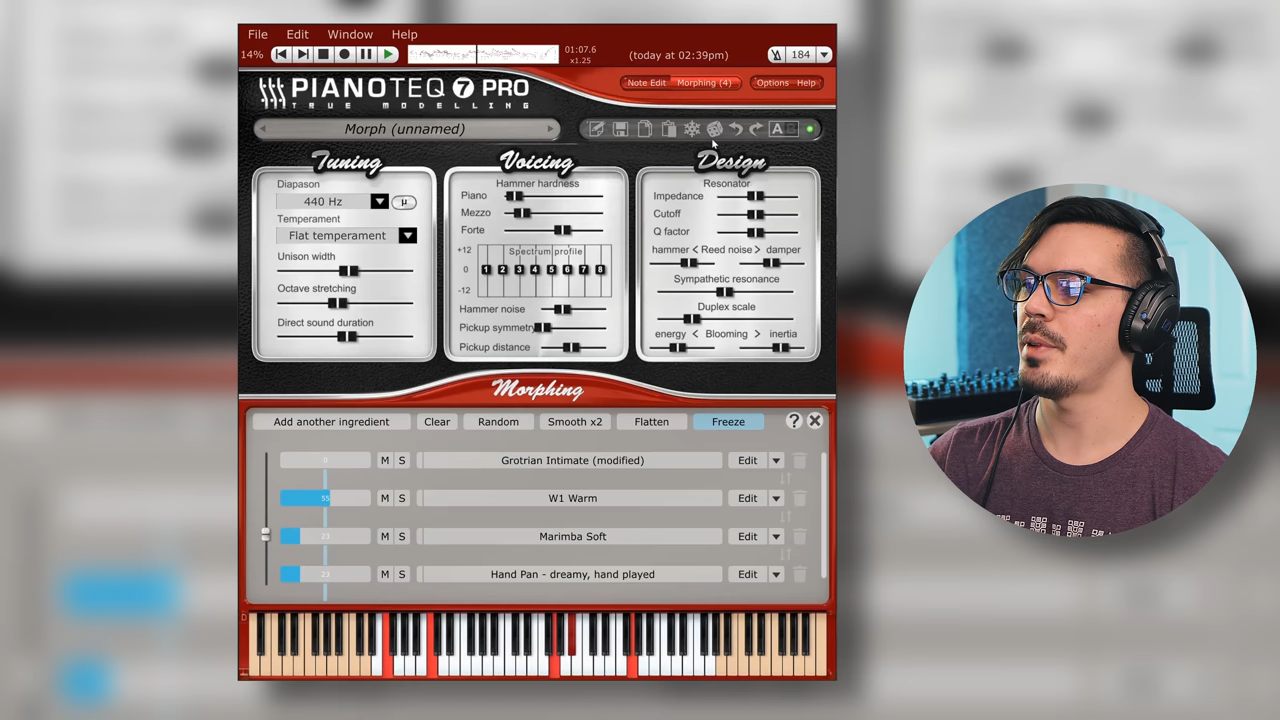 File Edit Window Help
14%
01:07.6
x1.25
(today at 02:39pm)
184
PIANOTEQ 7 PRO
TRUE MODELLING
Note Edit Morphing (4) Options Help
Morph (unnamed)
A B
Tuning
Diapason
440 Hz
µ
Temperament
Flat temperament
Unison width
Octave stretching
Direct sound duration
Voicing
Hammer hardness
Piano
Mezzo
Forte
Spectrum profile
+12
0
-12
1 2 3 4 5 6 7 8
Hammer noise
Pickup symmetry
Pickup distance
Design
Resonator
Impedance
Cutoff
Q factor
hammer < Reed noise > damper
Sympathetic resonance
Duplex scale
energy < Blooming > inertia
Morphing
Add another ingredient Clear Random Smooth x2 Flatten Freeze ?
0 M S Grotrian Intimate (modified) Edit
55 M S W1 Warm Edit
23 M S Marimba Soft Edit
23 M S Hand Pan - dreamy, hand played Edit
D